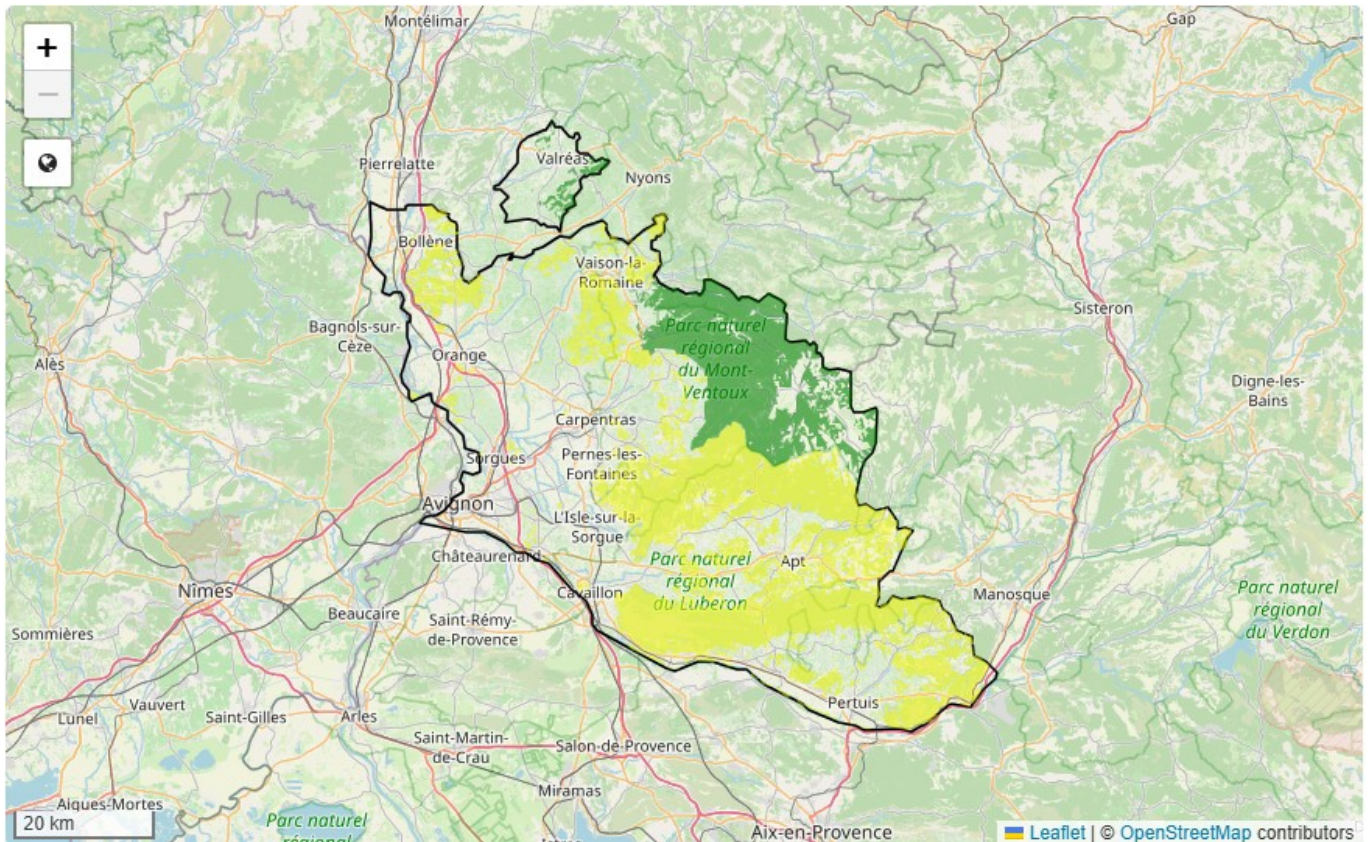 +
−
Montélimar
Gap
Pierrelatte
Valréas
Nyons
Bollène
Vaison-la-
Romaine
Sisteron
Bagnols-sur-
Cèze
Parc naturel
régional
du Mont-
Ventoux
Orange
Alès
Digne-les-
Bains
Carpentras
Sorgues
Pernes-les-
Fontaines
Avignon
L'Isle-sur-la-
Sorgue
Châteaurenard
Parc naturel
régional
du Luberon
Apt
Nîmes
Cavaillon
Manosque
Parc naturel
régional
du Verdon
Beaucaire
Saint-Rémy-
de-Provence
Sommières
Vauvert
Pertuis
Lunel
Saint-Gilles
Arles
Saint-Martin-
de-Crau
Salon-de-Provence
Miramas
Aigues-Mortes
20 km
Parc naturel
régional
Aix-en-Provence
Leaflet | © OpenStreetMap contributors